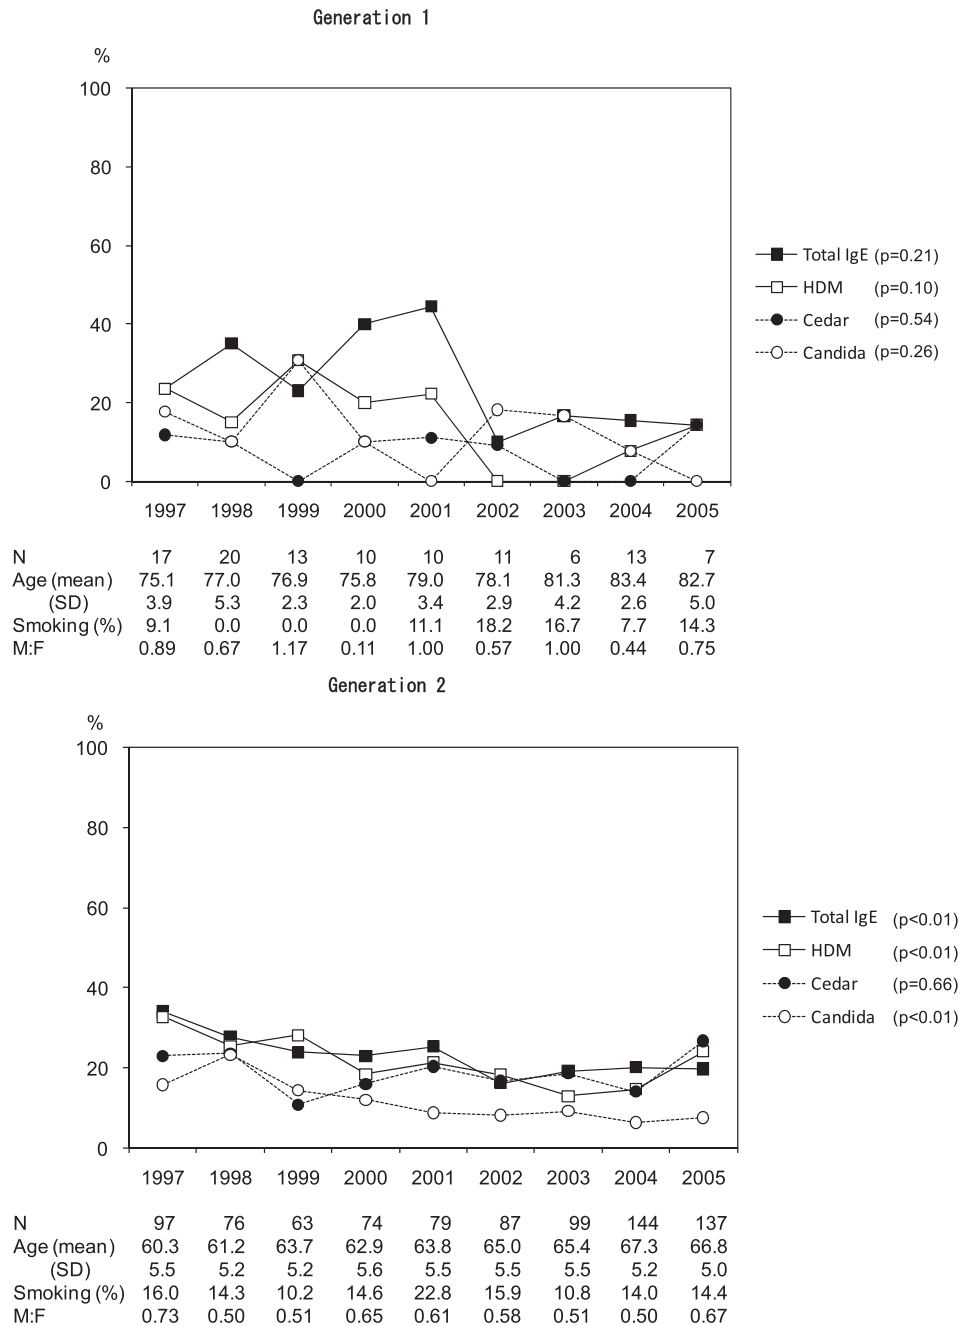 Generation 1
%
100
80
60
40
20
0
Total IgE (p=0.21)
HDM (p=0.10)
Cedar (p=0.54)
Candida (p=0.26)
1997 1998 1999 2000 2001 2002 2003 2004 2005
N 17 20 13 10 10 11 6 13 7
Age (mean) 75.1 77.0 76.9 75.8 79.0 78.1 81.3 83.4 82.7
(SD) 3.9 5.3 2.3 2.0 3.4 2.9 4.2 2.6 5.0
Smoking (%) 9.1 0.0 0.0 0.0 11.1 18.2 16.7 7.7 14.3
M:F 0.89 0.67 1.17 0.11 1.00 0.57 1.00 0.44 0.75
Generation 2
%
100
80
60
40
20
0
Total IgE (p<0.01)
HDM (p<0.01)
Cedar (p=0.66)
Candida (p<0.01)
1997 1998 1999 2000 2001 2002 2003 2004 2005
N 97 76 63 74 79 87 99 144 137
Age (mean) 60.3 61.2 63.7 62.9 63.8 65.0 65.4 67.3 66.8
(SD) 5.5 5.2 5.2 5.6 5.5 5.5 5.5 5.2 5.0
Smoking (%) 16.0 14.3 10.2 14.6 22.8 15.9 10.8 14.0 14.4
M:F 0.73 0.50 0.51 0.65 0.61 0.58 0.51 0.50 0.67